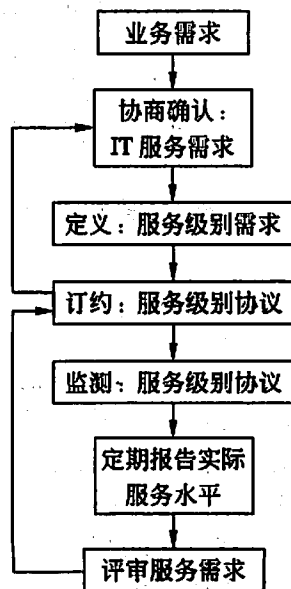 业务需求
协商确认：
IT 服务需求
定义：服务级别需求
订约：服务级别协议
监测：服务级别协议
定期报告实际
服务水平
评审服务需求